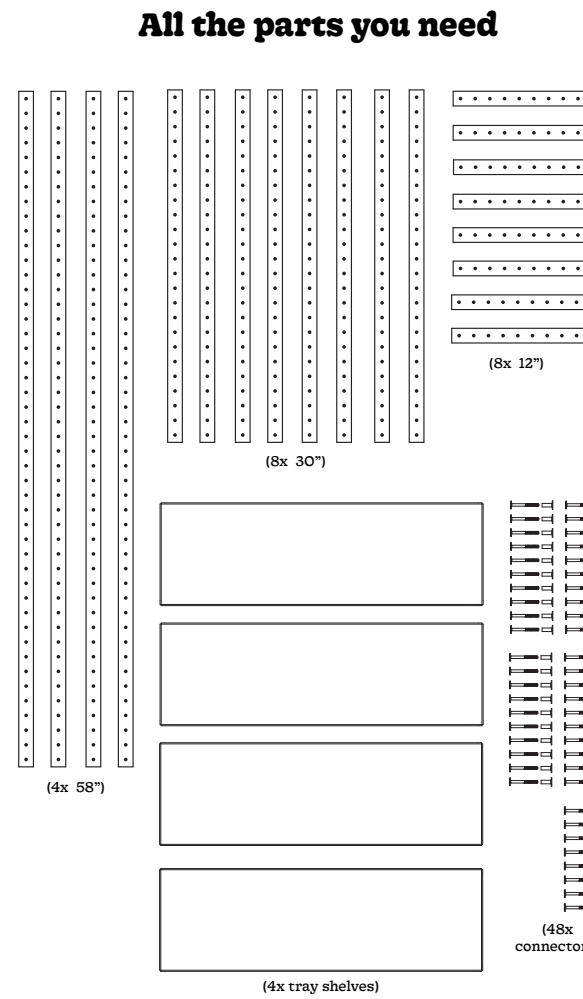 All the parts you need
(8x 12”)
(8x 30”)
(4x 58”)
(48x
(4x tray shelves)